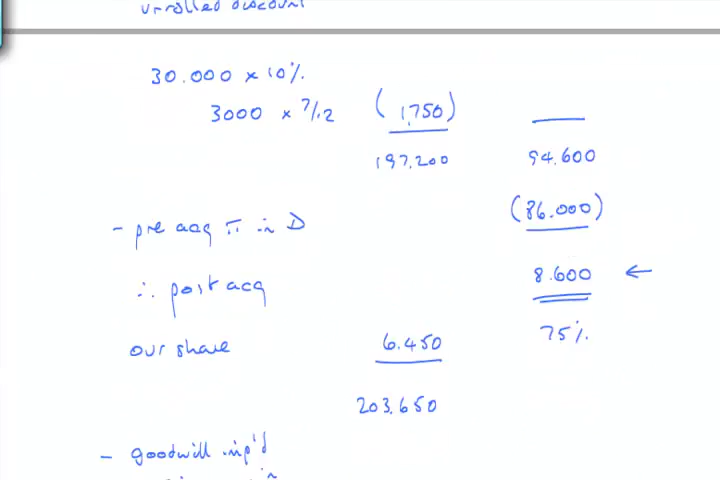 unrolled discount
30.000 × 10%
3000 × 7/12 (1,750)
197.200 94.600
- pre acq π in D (86.000)
∴ post acq 8.600 ←
our share 6.450 75%
203.650
- goodwill imp'd